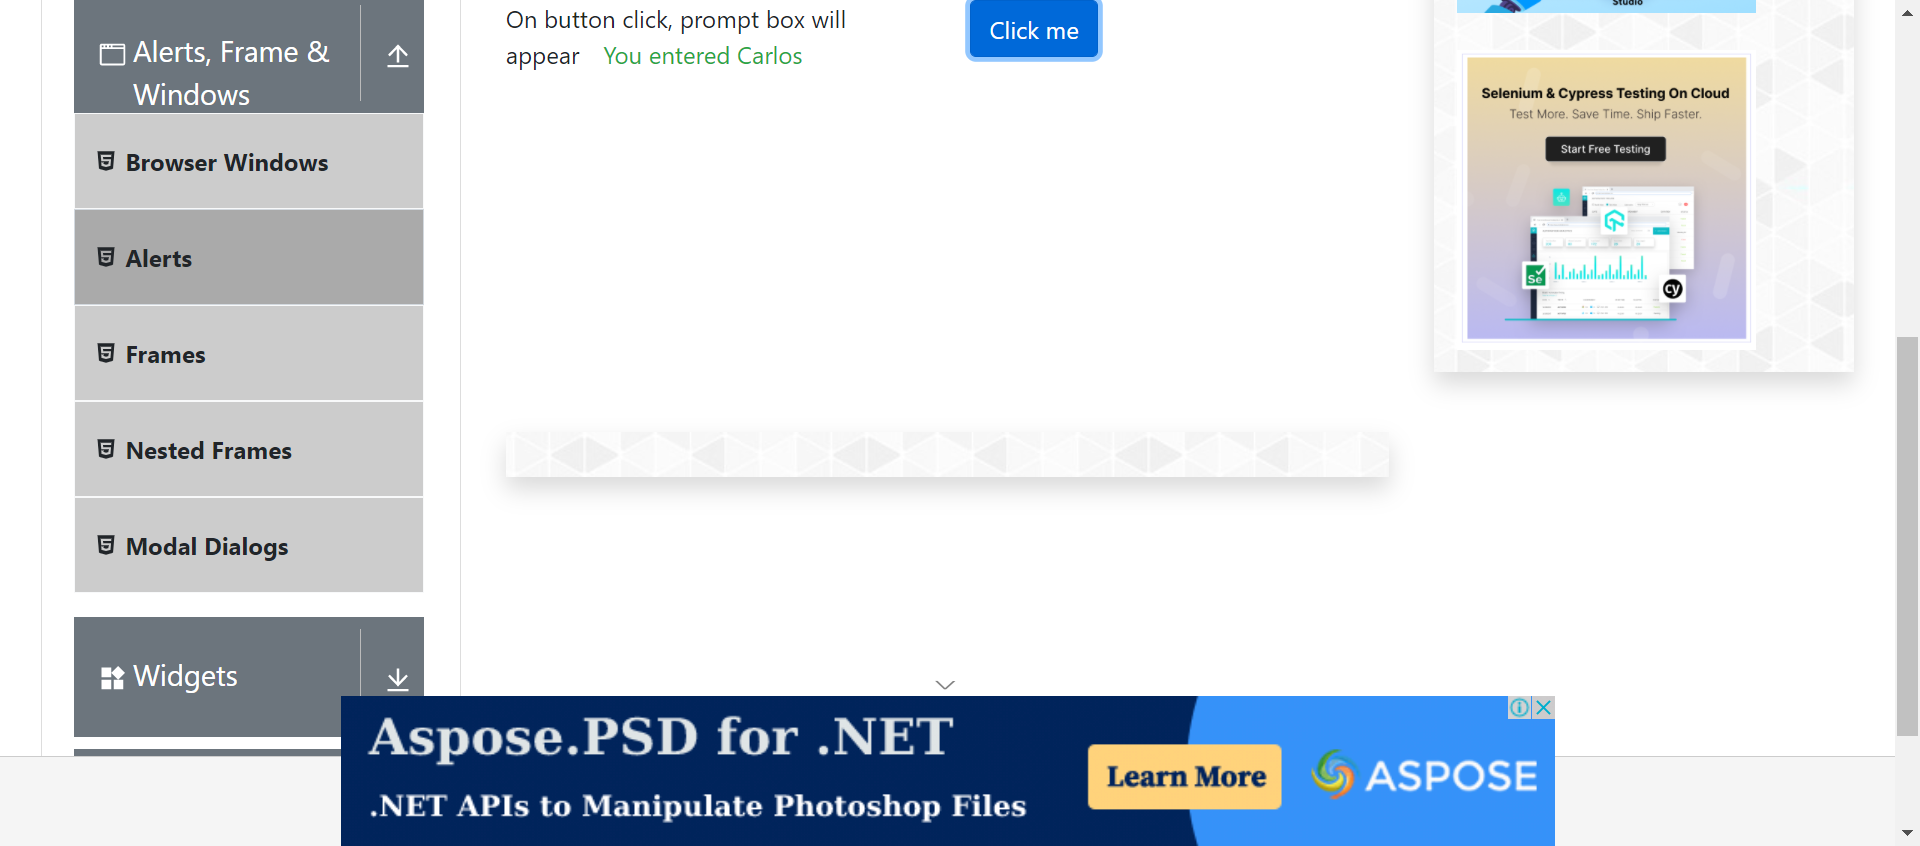 Alerts, Frame &
Windows
Browser Windows
Alerts
Frames
Nested Frames
Modal Dialogs
Widgets
On button click, prompt box will
appear You entered Carlos
Click me
Studio
Selenium & Cypress Testing On Cloud
Test More. Save Time. Ship Faster.
Start Free Testing
Se
cy
Aspose.PSD for .NET
.NET APIs to Manipulate Photoshop Files
Learn More
ASPOSE